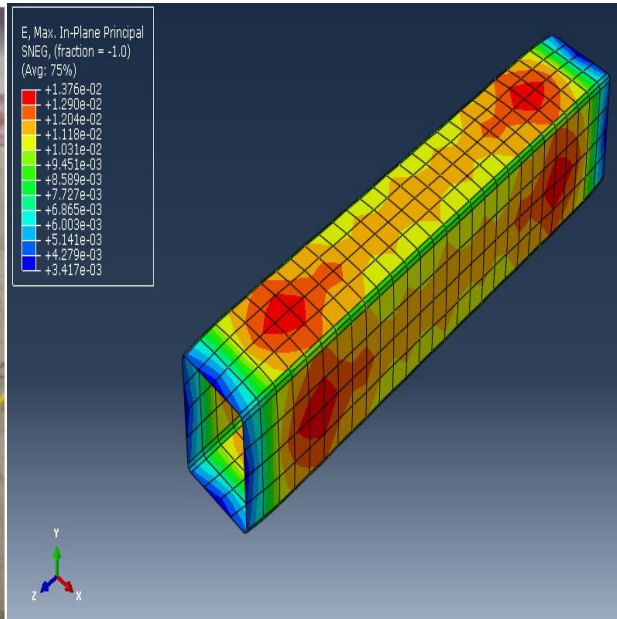 E, Max. In-Plane Principal
SNEG, (fraction = -1.0)
(Avg: 75%)
+1.376e-02
+1.290e-02
+1.204e-02
+1.118e-02
+1.031e-02
+9.451e-03
+8.589e-03
+7.727e-03
+6.865e-03
+6.003e-03
+5.141e-03
+4.279e-03
+3.417e-03
Y
Z
X